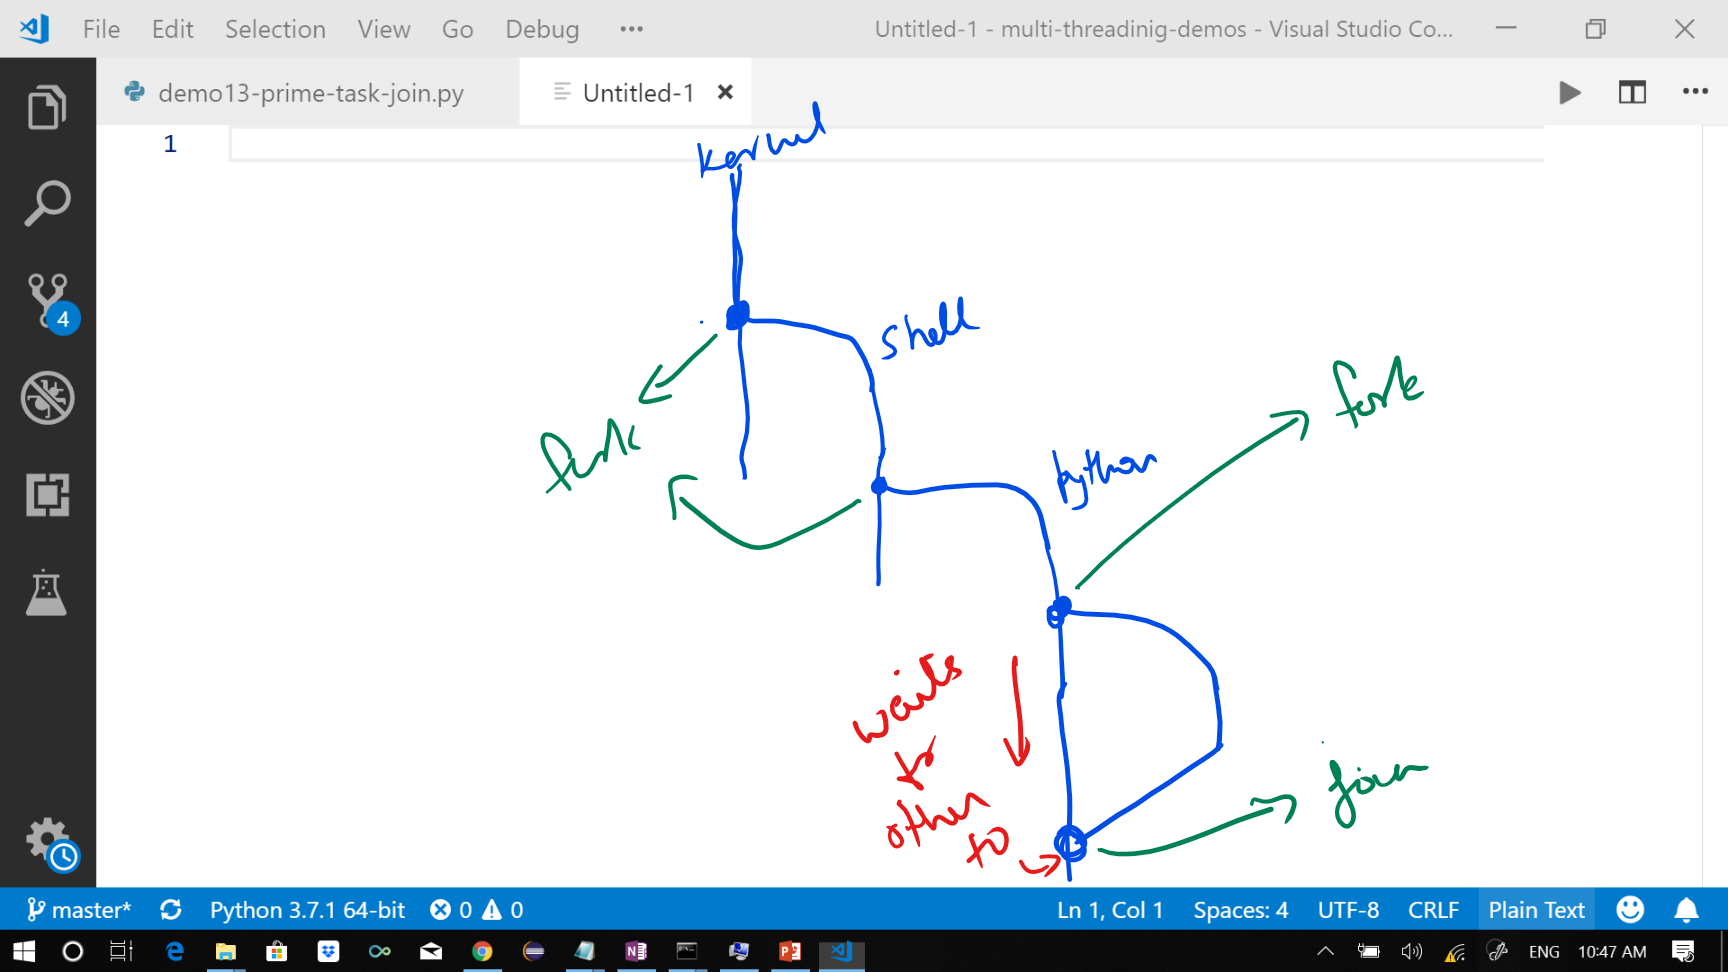 File Edit Selection View Go Debug ••• Untitled-1 - multi-threadinig-demos - Visual Studio Co...
demo13-prime-task-join.py Untitled-1
1
kernel
shell
fork
fork
python
waits
to
other
to
join
4
master* Python 3.7.1 64-bit 0 0 Ln 1, Col 1 Spaces: 4 UTF-8 CRLF Plain Text
ENG 10:47 AM